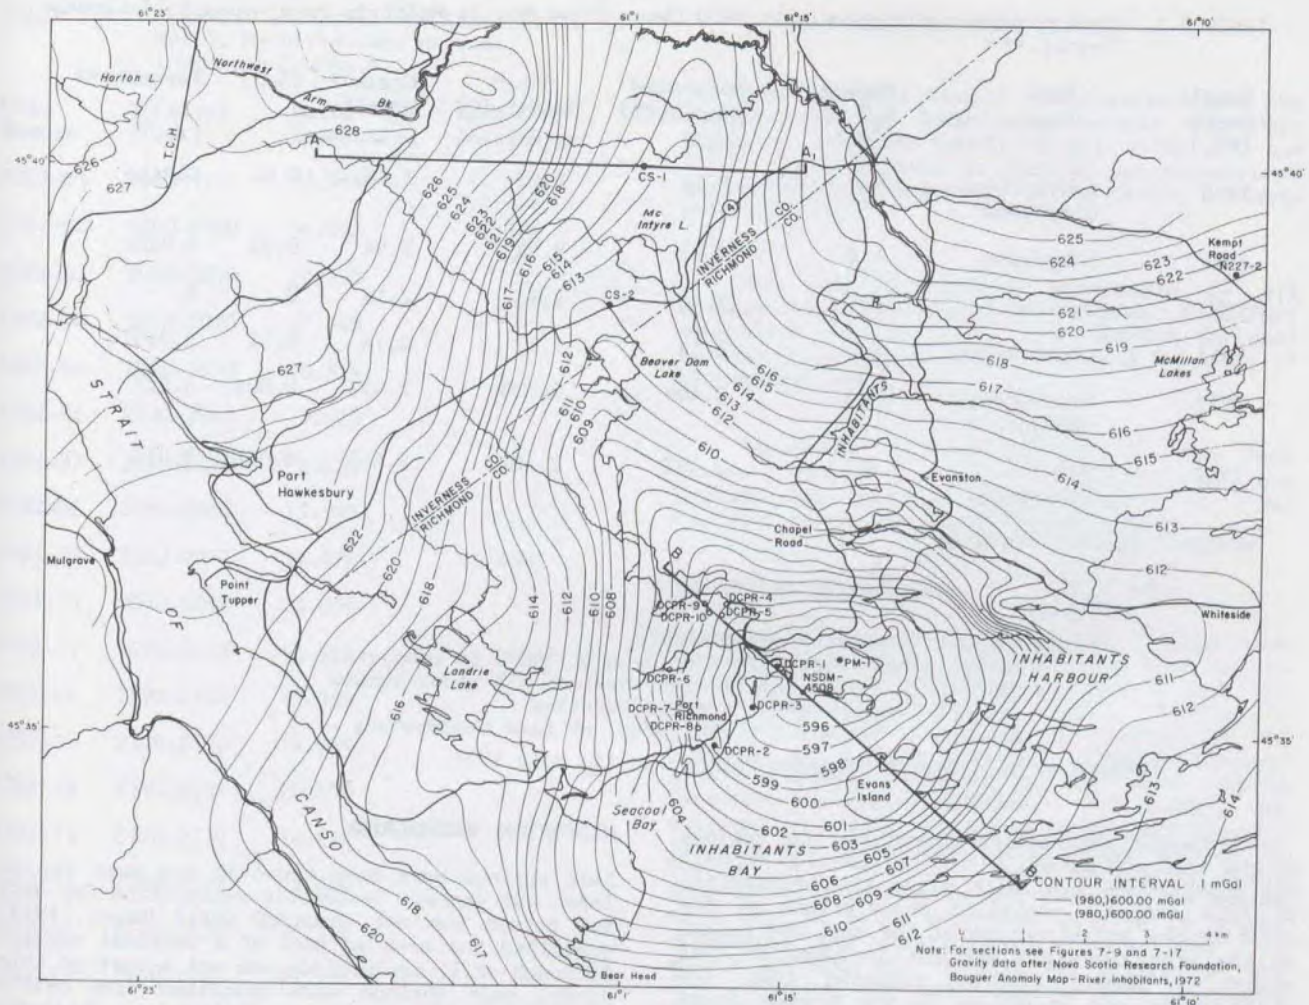 61°23'
61°1'
61°15'
61°10'
Horton L.
Northwest
Arm
Bk.
T.C.H.
628
626
627
45°40'
45°40'
A
CS-1
A₁
626
625
624
623
622
621
619
620
618
617
616
615
614
613
Mc
Intyre L.
4
INVERNESS CO.
RICHMOND CO.
625
624
623
622
Kempt
Road
N227-2
621
620
619
618
617
McMillan
Lakes
CS-2
R.
612
611
610
609
Beaver Dam
Lake
616
615
614
613
612
610
INHABITANTS
616
615
614
627
STRAIT
OF
CANSO
Port
Hawkesbury
INVERNESS CO.
RICHMOND CO.
Evanston
Chapel
Road
613
612
Whiteside
Mulgrave
Point
Tupper
622
620
618
616
614
612
610
608
B
DCPR-9
DCPR-10
DCPR-4
DCPR-5
DCPR-6
DCPR-1
NSDM-
4508
PM-1
DCPR-7
Port
Richmond
DCPR-8
DCPR-3
DCPR-2
Landrie
Lake
INHABITANTS
HARBOUR
611
612
613
614
45°35'
45°35'
596
597
598
599
600
601
602
603
604
605
606
607
608
609
610
611
612
Evans
Island
Seacoal
Bay
INHABITANTS
BAY
618
620
617
Bear Head
CONTOUR INTERVAL 1 mGal
(980,)600.00 mGal
(980,)600.00 mGal
1 0 1 2 3 4 km
Note: For sections see Figures 7-9 and 7-17
Gravity data after Nova Scotia Research Foundation,
Bouguer Anomaly Map-River Inhabitants, 1972
61°23'
61°1'
61°15'
61°10'